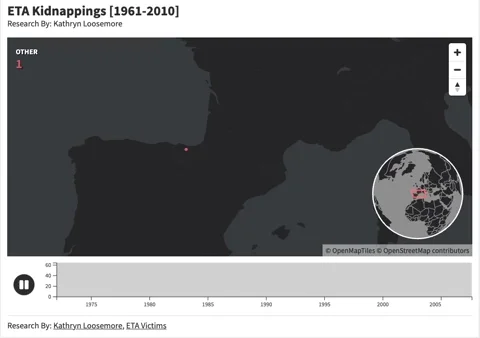 ETA Kidnappings [1961-2010]
Research By: Kathryn Loosemore
OTHER
1
© OpenMapTiles © OpenStreetMap contributors
60
40
20
0
1975
1980
1985
1990
1995
2000
2005
Research By: Kathryn Loosemore, ETA Victims